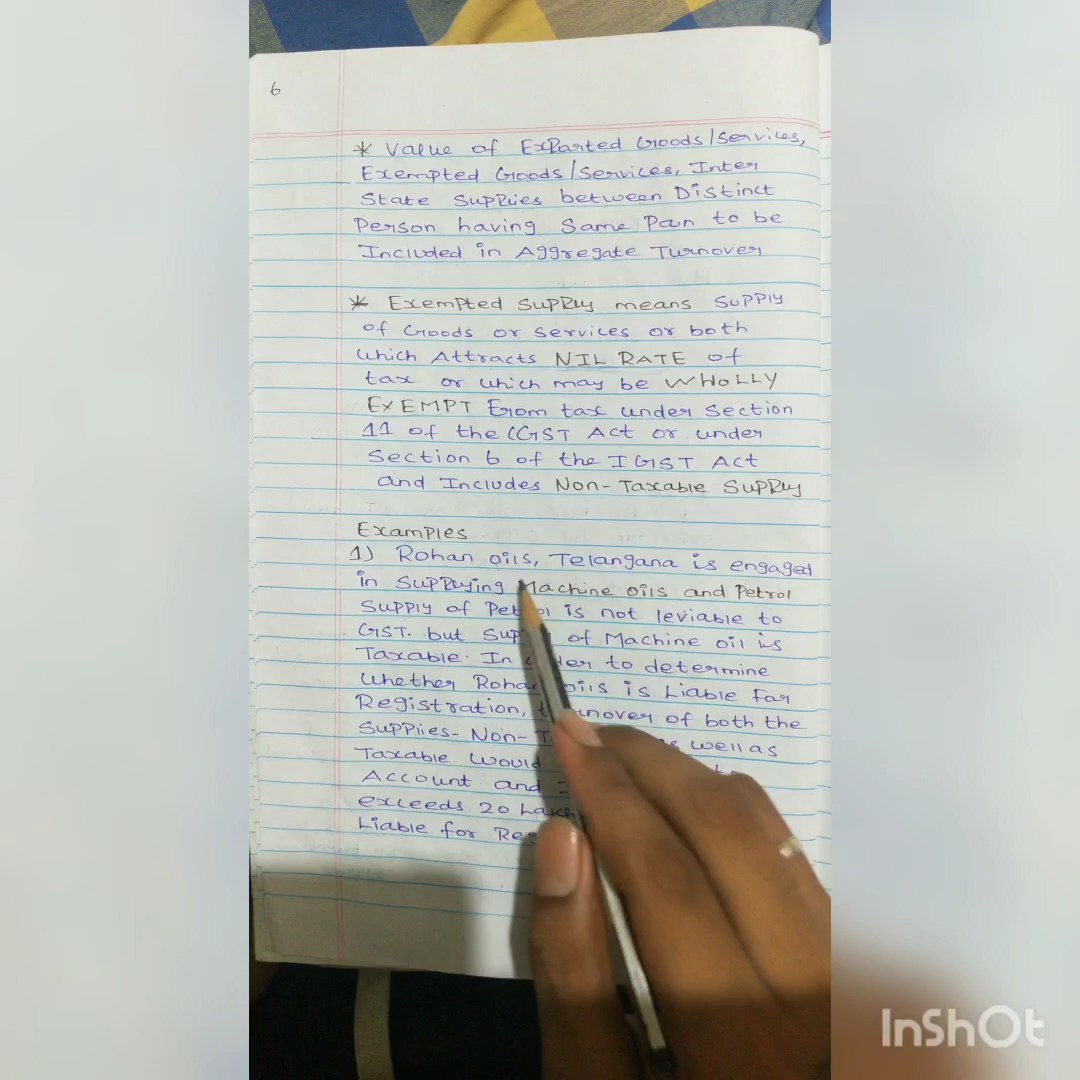 6
* Value of Exparted Goods/Services,
Exempted Goods/Services, Inter
State Supplies between Distinct
Person having Same Pan to be
Included in Aggregate Turnover
* Exempted Supply means Supply
of Goods or Services or both
which Attracts NIL RATE of
tax or which may be WHOLLY
EXEMPT From tax under Section
11 of the CGST Act or under
Section 6 of the IGST Act
and Includes Non-Taxable Supply
Examples
1) Rohan oils, Telangana is engaged
in Supplying Machine oils and Petrol
Supply of is not leviable to
GST. but of Machine oil is
Taxable. In to determine
whether oils is Liable for
Registration, of both the
Supplies- Non- well as
Taxable would
Account and
exceeds 20
Liable for
InShOt